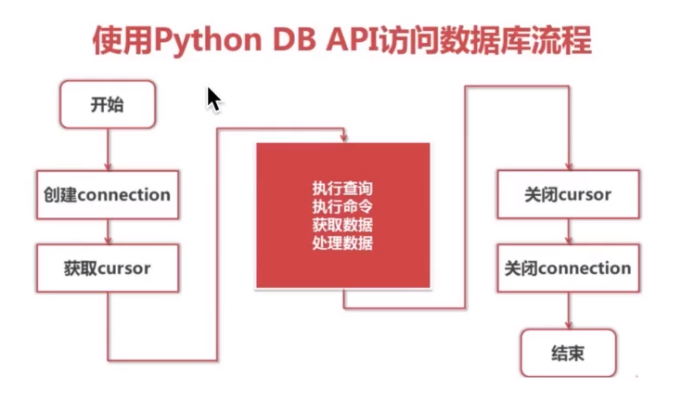 使用Python DB API访问数据库流程
开始
创建connection
获取cursor
执行查询
执行命令
获取数据
处理数据
关闭cursor
关闭connection
结束